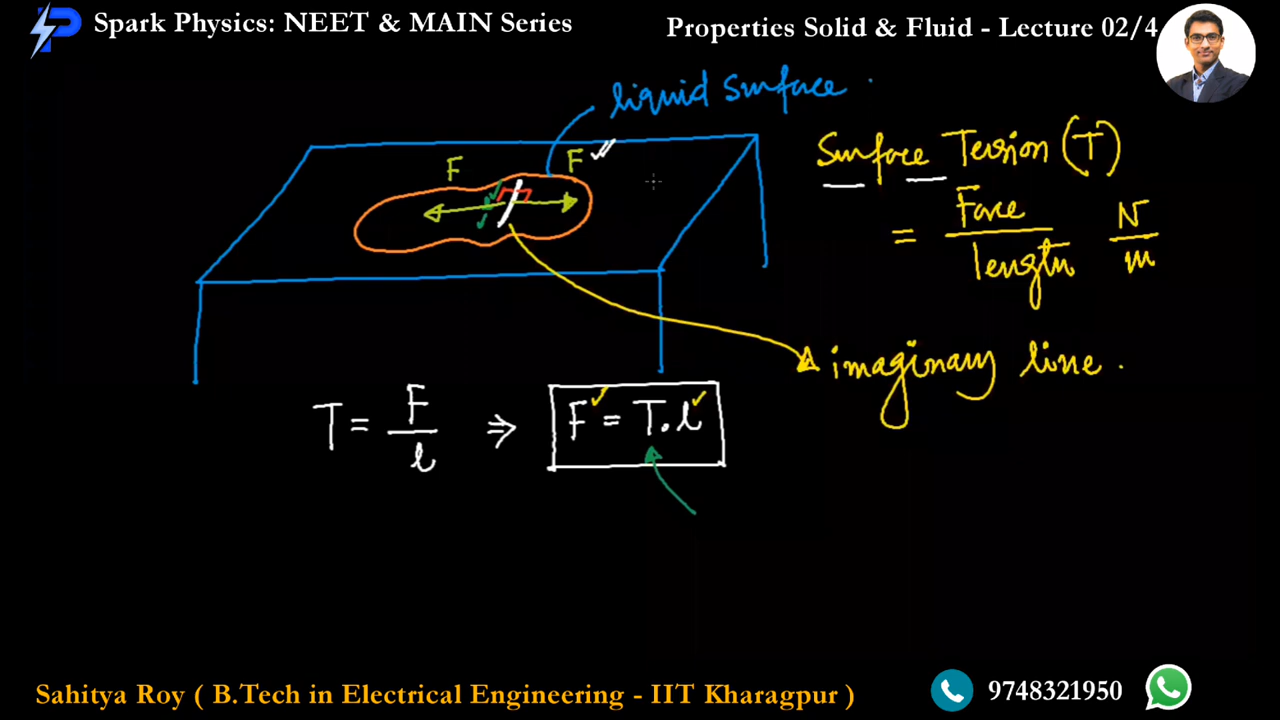 Spark Physics: NEET & MAIN Series
Properties Solid & Fluid - Lecture 02/4
liquid surface.
Surface Tension (T)
= Force / length N/m
F F
imaginary line.
T = F/l ⇒ F = T.l
Sahitya Roy ( B.Tech in Electrical Engineering - IIT Kharagpur )
9748321950